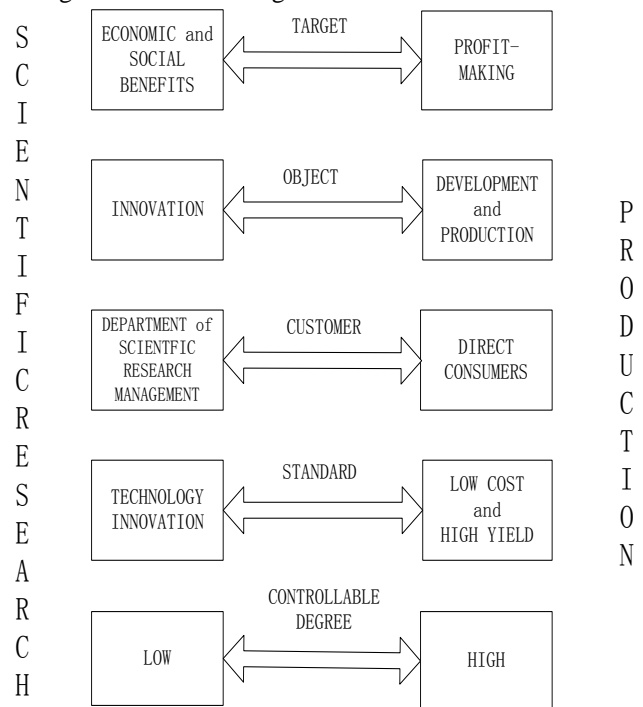 SCIENTIFIC RESEARCH
ECONOMIC and
SOCIAL
BENEFITS
TARGET
PROFIT-
MAKING
INNOVATION
OBJECT
DEVELOPMENT
and
PRODUCTION
DEPARTMENT of
SCIENTFIC
RESEARCH
MANAGEMENT
CUSTOMER
DIRECT
CONSUMERS
TECHNOLOGY
INNOVATION
STANDARD
LOW COST
and
HIGH YIELD
LOW
CONTROLLABLE
DEGREE
HIGH
PRODUCTION